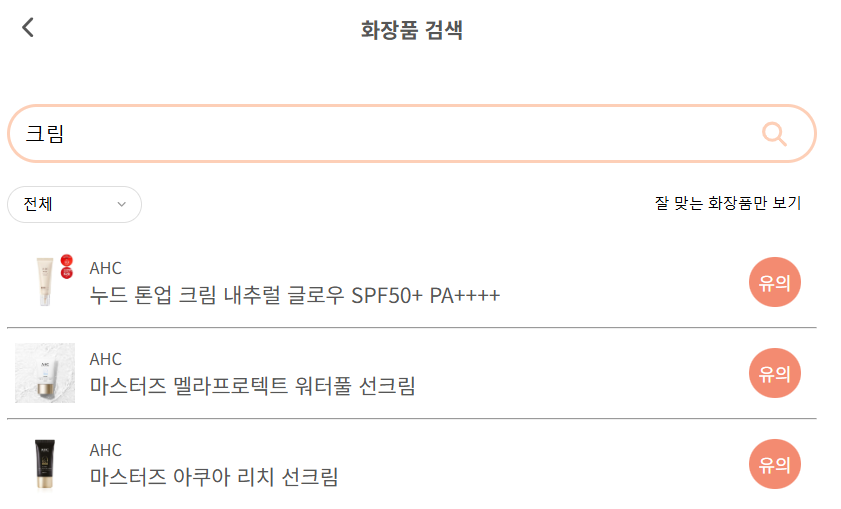 화장품 검색
크림
전체
잘 맞는 화장품만 보기
AHC
누드 톤업 크림 내추럴 글로우 SPF50+ PA++++
유의
AHC
마스터즈 멜라프로텍트 워터풀 선크림
유의
AHC
마스터즈 아쿠아 리치 선크림
유의